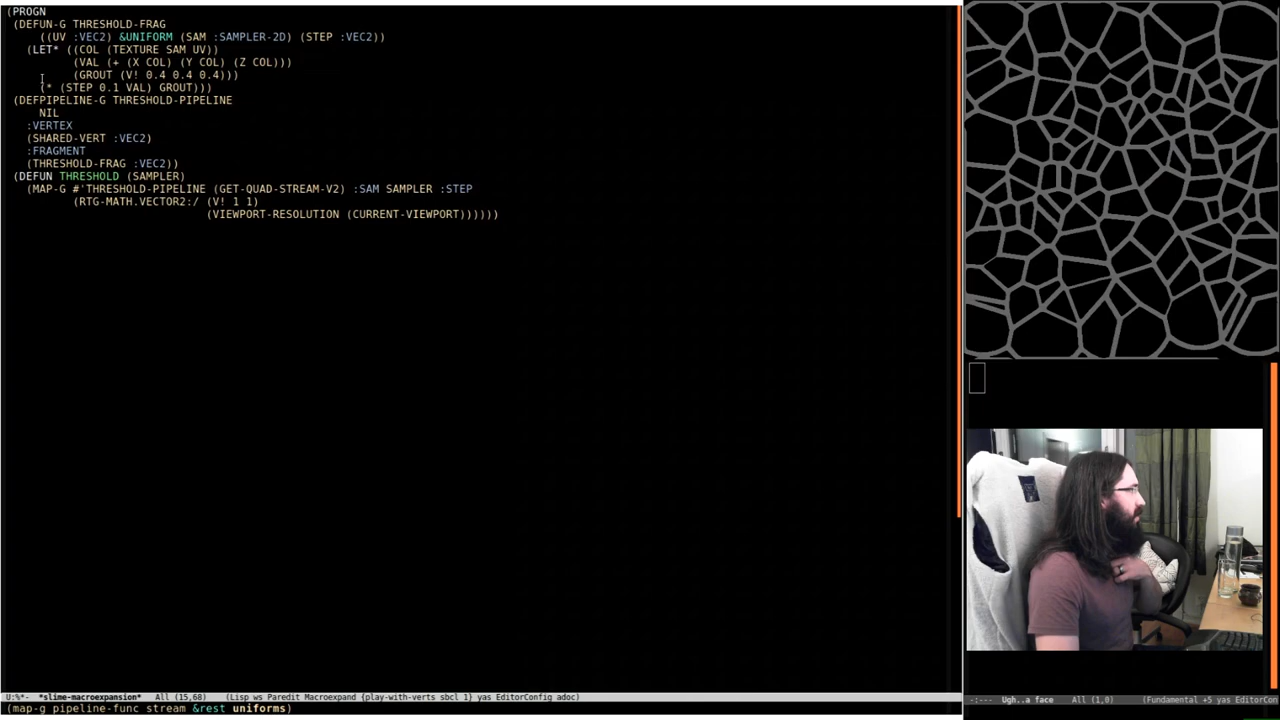 (PROGN
(DEFUN-G THRESHOLD-FRAG
((UV :VEC2) &UNIFORM (SAM :SAMPLER-2D) (STEP :VEC2))
(LET* ((COL (TEXTURE SAM UV))
(VAL (+ (X COL) (Y COL) (Z COL)))
(GROUT (V! 0.4 0.4 0.4)))
(* (STEP 0.1 VAL) GROUT)))
(DEFPIPELINE-G THRESHOLD-PIPELINE
NIL
:VERTEX
(SHARED-VERT :VEC2)
:FRAGMENT
(THRESHOLD-FRAG :VEC2))
(DEFUN THRESHOLD (SAMPLER)
(MAP-G #'THRESHOLD-PIPELINE (GET-QUAD-STREAM-V2) :SAM SAMPLER :STEP
(RTG-MATH.VECTOR2:/ (V! 1 1)
(VIEWPORT-RESOLUTION (CURRENT-VIEWPORT))))))
U:%*-  *slime-macroexpansion*   All (15,68)    (Lisp ws Paredit Macroexpand {play-with-verts sbcl 1} yas EditorConfig adoc)
(map-g pipeline-func stream &rest uniforms)
-:---  Ugh..a face    All (1,0)     (Fundamental +5 yas EditorCon